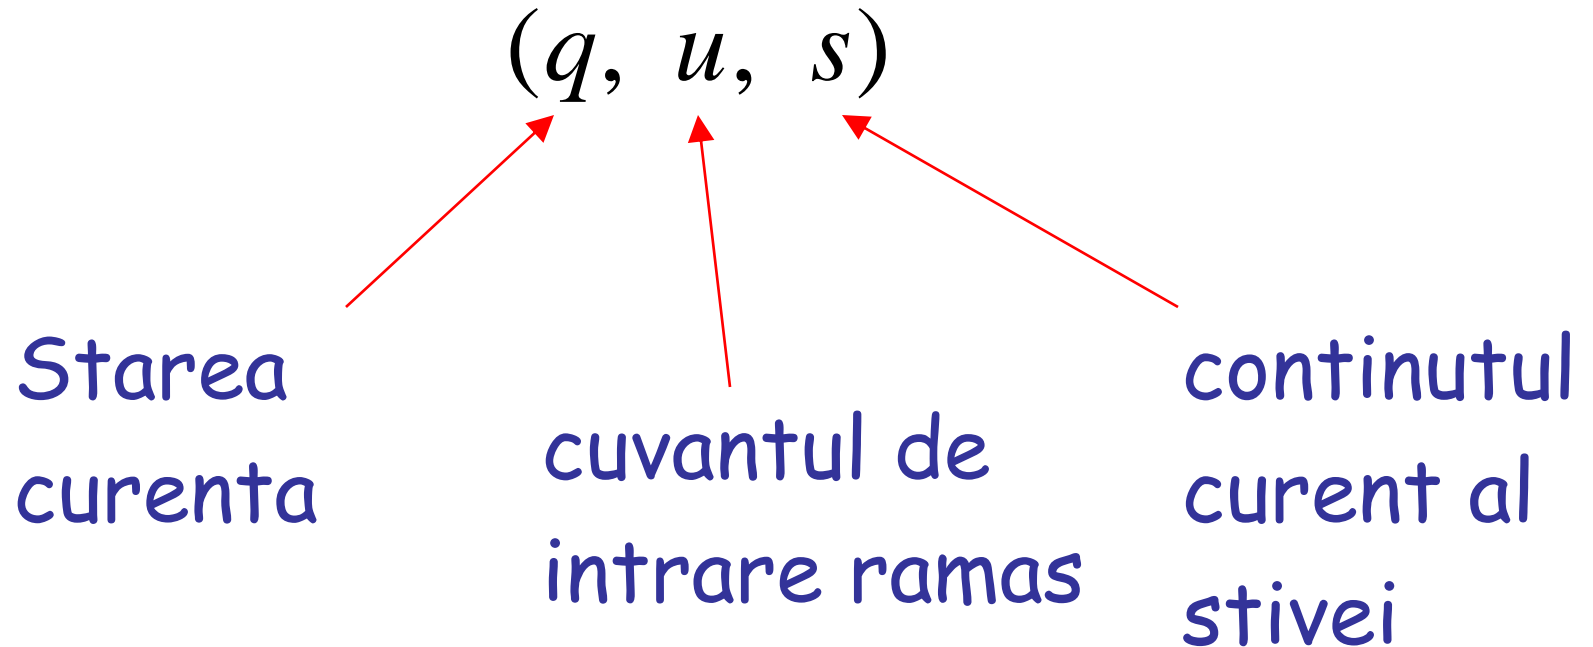 (q, u, s)
Starea
curenta
cuvantul de
intrare ramas
continutul
curent al
stivei